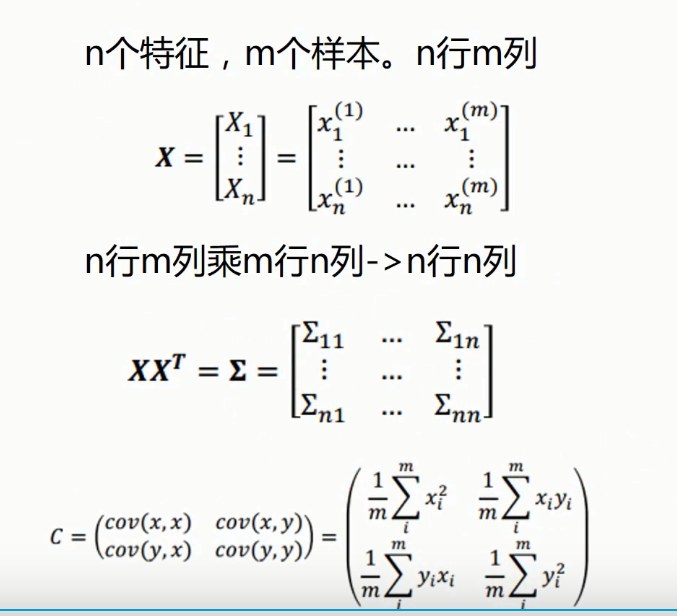 n个特征，m个样本。n行m列
$$\boldsymbol{X} = \begin{bmatrix} X_1 \\ \vdots \\ X_n \end{bmatrix} = \begin{bmatrix} x_1^{(1)} & \dots & x_1^{(m)} \\ \vdots & \dots & \vdots \\ x_n^{(1)} & \dots & x_n^{(m)} \end{bmatrix}$$
n行m列乘m行n列->n行n列
$$\boldsymbol{XX^T} = \boldsymbol{\Sigma} = \begin{bmatrix} \Sigma_{11} & \dots & \Sigma_{1n} \\ \vdots & \dots & \vdots \\ \Sigma_{n1} & \dots & \Sigma_{nn} \end{bmatrix}$$
$$C = \begin{pmatrix} cov(x,x) & cov(x,y) \\ cov(y,x) & cov(y,y) \end{pmatrix} = \begin{pmatrix} \frac{1}{m}\sum_{i}^{m} x_i^2 & \frac{1}{m}\sum_{i}^{m} x_i y_i \\ \frac{1}{m}\sum_{i}^{m} y_i x_i & \frac{1}{m}\sum_{i}^{m} y_i^2 \end{pmatrix}$$